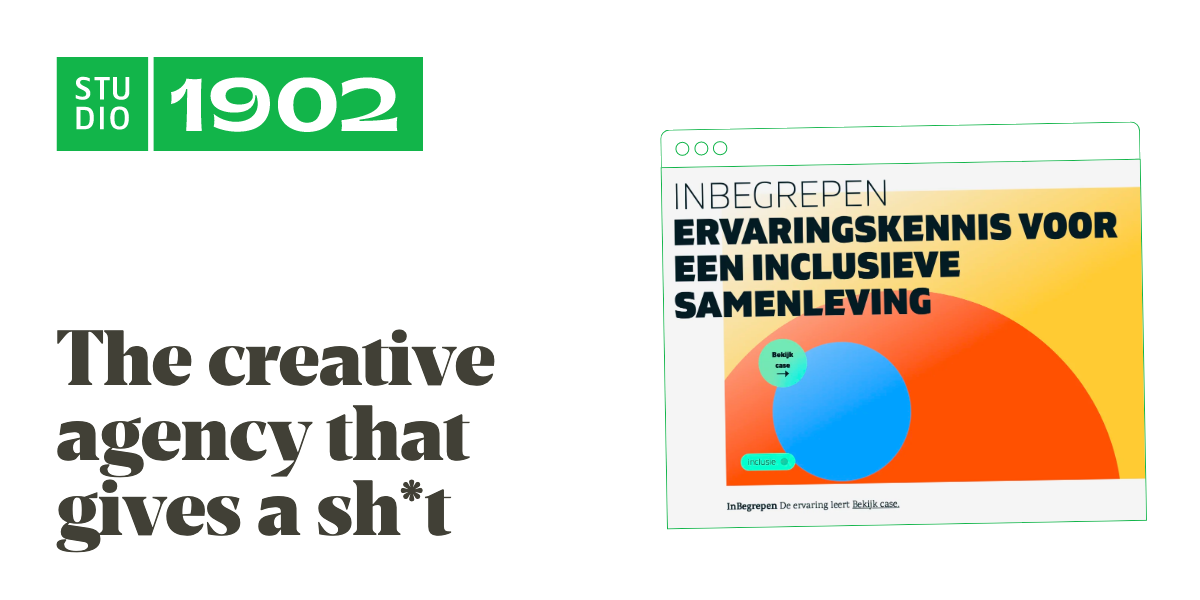 STU
DIO
1902
The creative
agency that
gives a sh*t
INBEGREPEN
ERVARINGSKENNIS VOOR
EEN INCLUSIEVE
SAMENLEVING
Bekijk
case
→
inclusie
InBegrepen De ervaring leert Bekijk case.